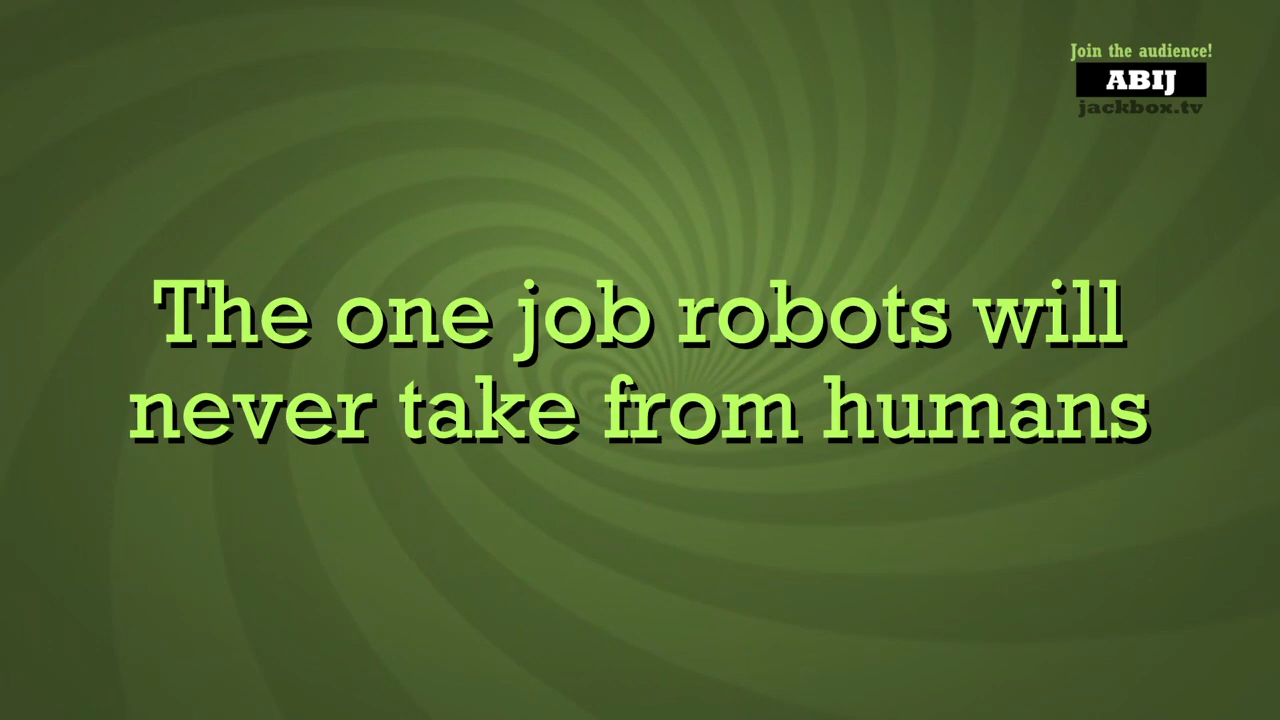 Join the audience!
ABIJ
jackbox.tv
The one job robots will
never take from humans